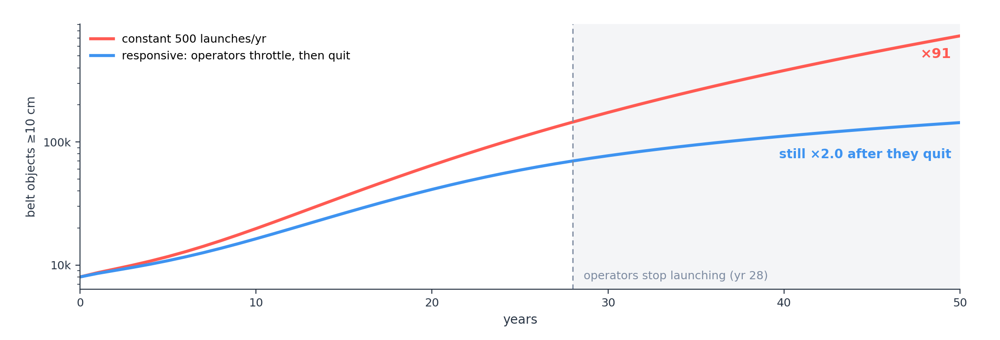 constant 500 launches/yr
responsive: operators throttle, then quit
×91
still ×2.0 after they quit
operators stop launching (yr 28)
belt objects ≥10 cm
100k
10k
0 10 20 30 40 50
years